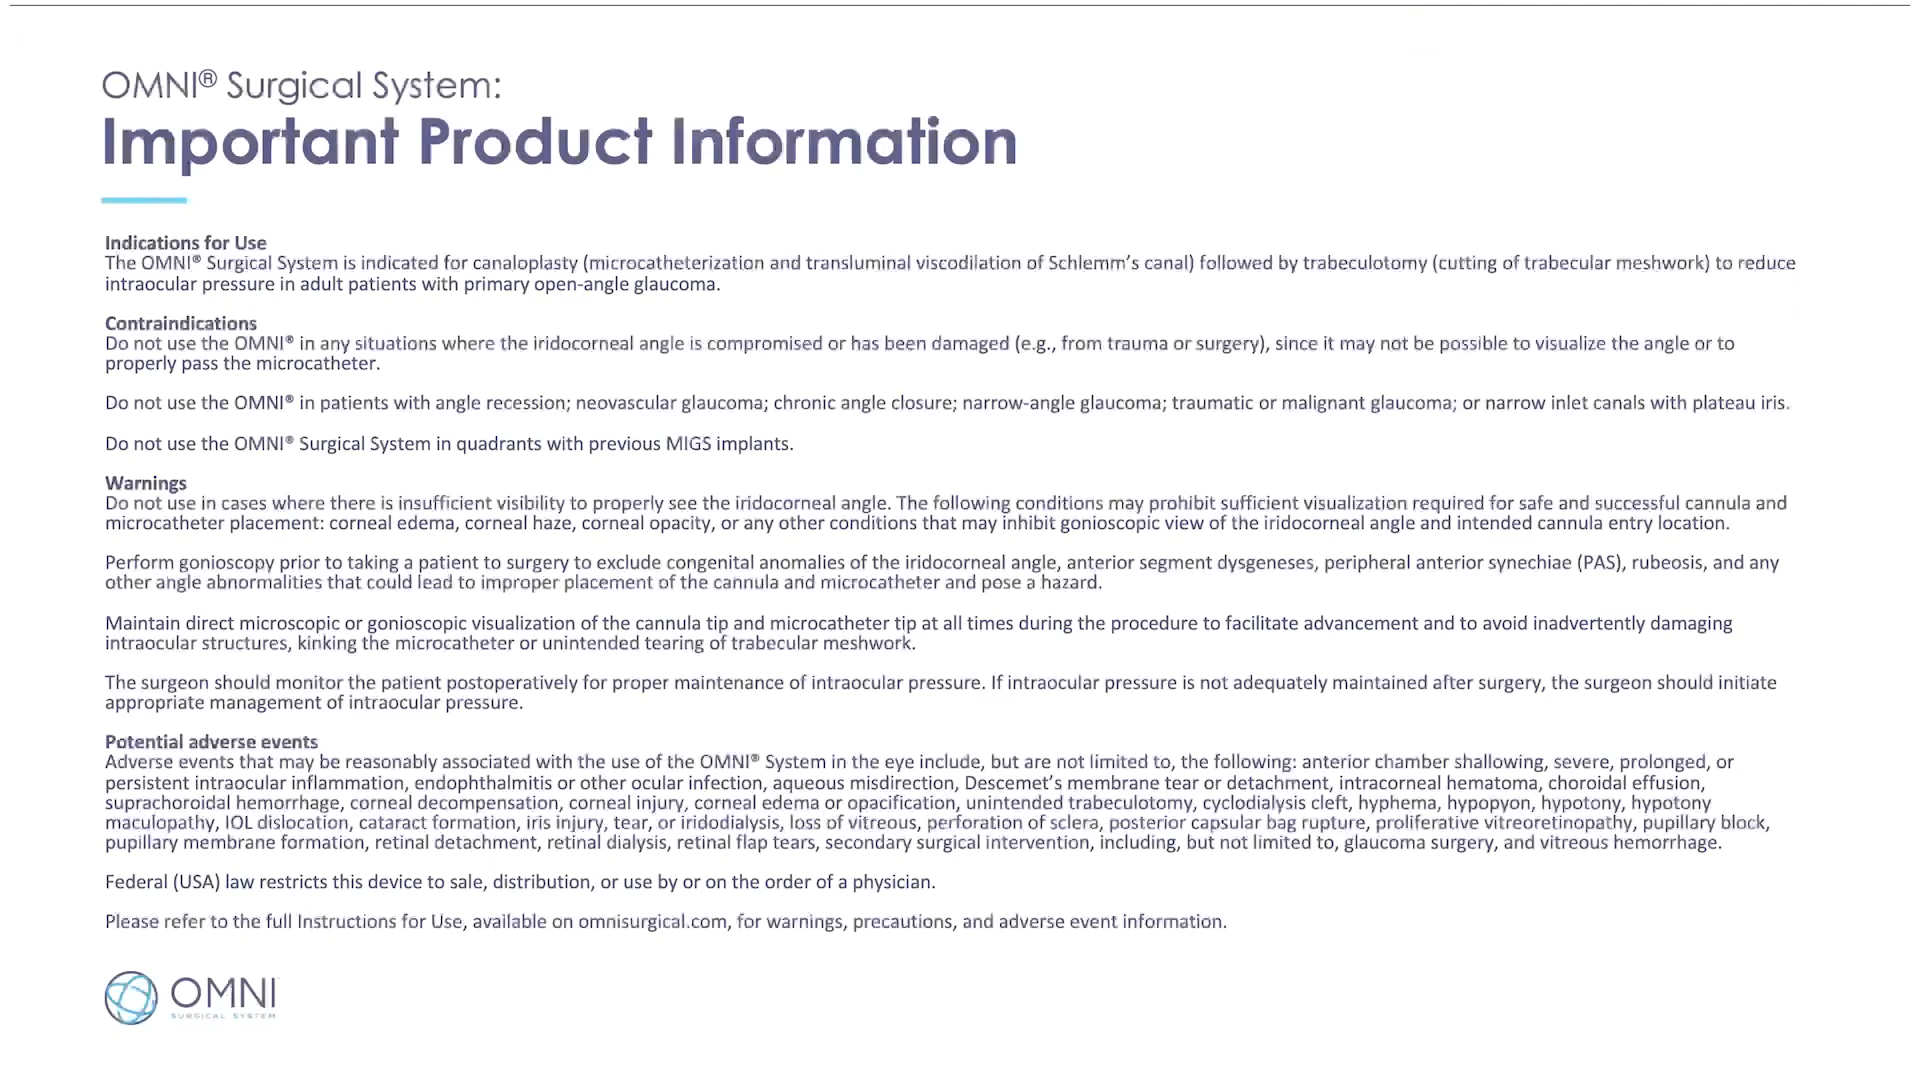 OMNI® Surgical System:
Important Product Information
Indications for Use
The OMNI® Surgical System is indicated for canaloplasty (microcatheterization and transluminal viscodilation of Schlemm’s canal) followed by trabeculotomy (cutting of trabecular meshwork) to reduce
intraocular pressure in adult patients with primary open-angle glaucoma.
Contraindications
Do not use the OMNI® in any situations where the iridocorneal angle is compromised or has been damaged (e.g., from trauma or surgery), since it may not be possible to visualize the angle or to
properly pass the microcatheter.
Do not use the OMNI® in patients with angle recession; neovascular glaucoma; chronic angle closure; narrow-angle glaucoma; traumatic or malignant glaucoma; or narrow inlet canals with plateau iris.
Do not use the OMNI® Surgical System in quadrants with previous MIGS implants.
Warnings
Do not use in cases where there is insufficient visibility to properly see the iridocorneal angle. The following conditions may prohibit sufficient visualization required for safe and successful cannula and
microcatheter placement: corneal edema, corneal haze, corneal opacity, or any other conditions that may inhibit gonioscopic view of the iridocorneal angle and intended cannula entry location.
Perform gonioscopy prior to taking a patient to surgery to exclude congenital anomalies of the iridocorneal angle, anterior segment dysgeneses, peripheral anterior synechiae (PAS), rubeosis, and any
other angle abnormalities that could lead to improper placement of the cannula and microcatheter and pose a hazard.
Maintain direct microscopic or gonioscopic visualization of the cannula tip and microcatheter tip at all times during the procedure to facilitate advancement and to avoid inadvertently damaging
intraocular structures, kinking the microcatheter or unintended tearing of trabecular meshwork.
The surgeon should monitor the patient postoperatively for proper maintenance of intraocular pressure. If intraocular pressure is not adequately maintained after surgery, the surgeon should initiate
appropriate management of intraocular pressure.
Potential adverse events
Adverse events that may be reasonably associated with the use of the OMNI® System in the eye include, but are not limited to, the following: anterior chamber shallowing, severe, prolonged, or
persistent intraocular inflammation, endophthalmitis or other ocular infection, aqueous misdirection, Descemet’s membrane tear or detachment, intracorneal hematoma, choroidal effusion,
suprachoroidal hemorrhage, corneal decompensation, corneal injury, corneal edema or opacification, unintended trabeculotomy, cyclodialysis cleft, hyphema, hypopyon, hypotony, hypotony
maculopathy, IOL dislocation, cataract formation, iris injury, tear, or iridodialysis, loss of vitreous, perforation of sclera, posterior capsular bag rupture, proliferative vitreoretinopathy, pupillary block,
pupillary membrane formation, retinal detachment, retinal dialysis, retinal flap tears, secondary surgical intervention, including, but not limited to, glaucoma surgery, and vitreous hemorrhage.
Federal (USA) law restricts this device to sale, distribution, or use by or on the order of a physician.
Please refer to the full Instructions for Use, available on omnisurgical.com, for warnings, precautions, and adverse event information.
OMNI
SURGICAL SYSTEM